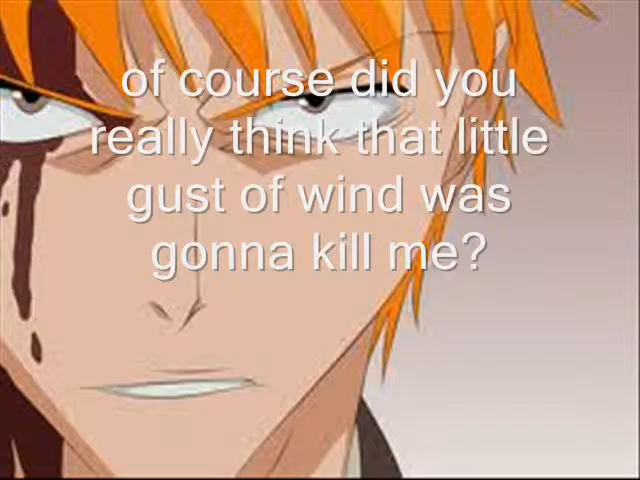 of course did you
really think that little
gust of wind was
gonna kill me?